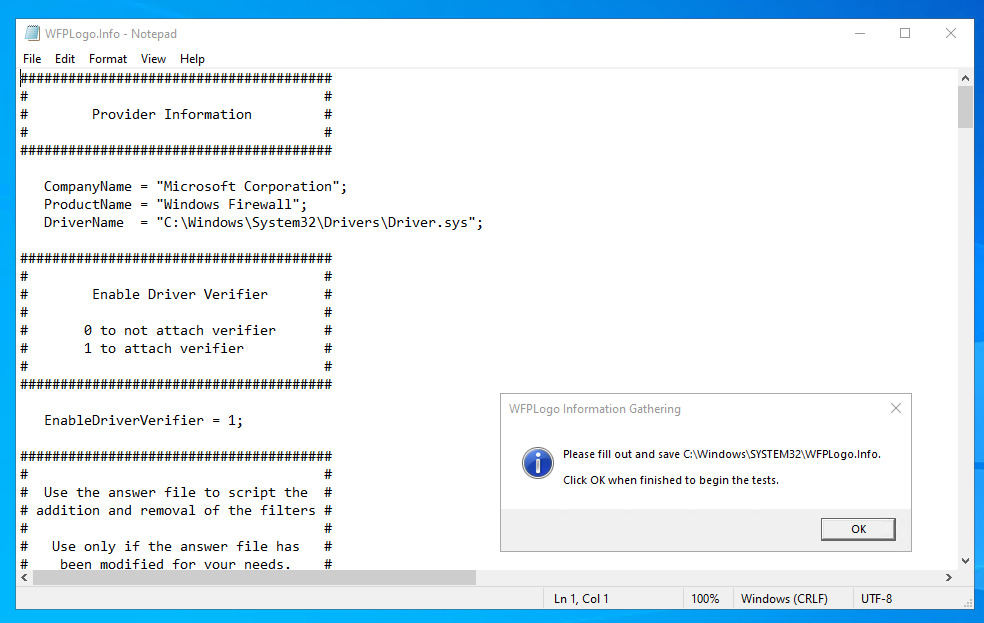 WFPLogo.Info - Notepad
File Edit Format View Help
#######################################
#                                     #
#        Provider Information         #
#                                     #
#######################################
   CompanyName = "Microsoft Corporation";
   ProductName = "Windows Firewall";
   DriverName  = "C:\Windows\System32\Drivers\Driver.sys";
#######################################
#                                     #
#        Enable Driver Verifier       #
#                                     #
#       0 to not attach verifier      #
#       1 to attach verifier          #
#                                     #
#######################################
   EnableDriverVerifier = 1;
#######################################
#                                     #
#  Use the answer file to script the  #
# addition and removal of the filters #
#                                     #
#   Use only if the answer file has   #
#    been modified for your needs.    #
WFPLogo Information Gathering
Please fill out and save C:\Windows\SYSTEM32\WFPLogo.Info.
Click OK when finished to begin the tests.
OK
Ln 1, Col 1 100% Windows (CRLF) UTF-8